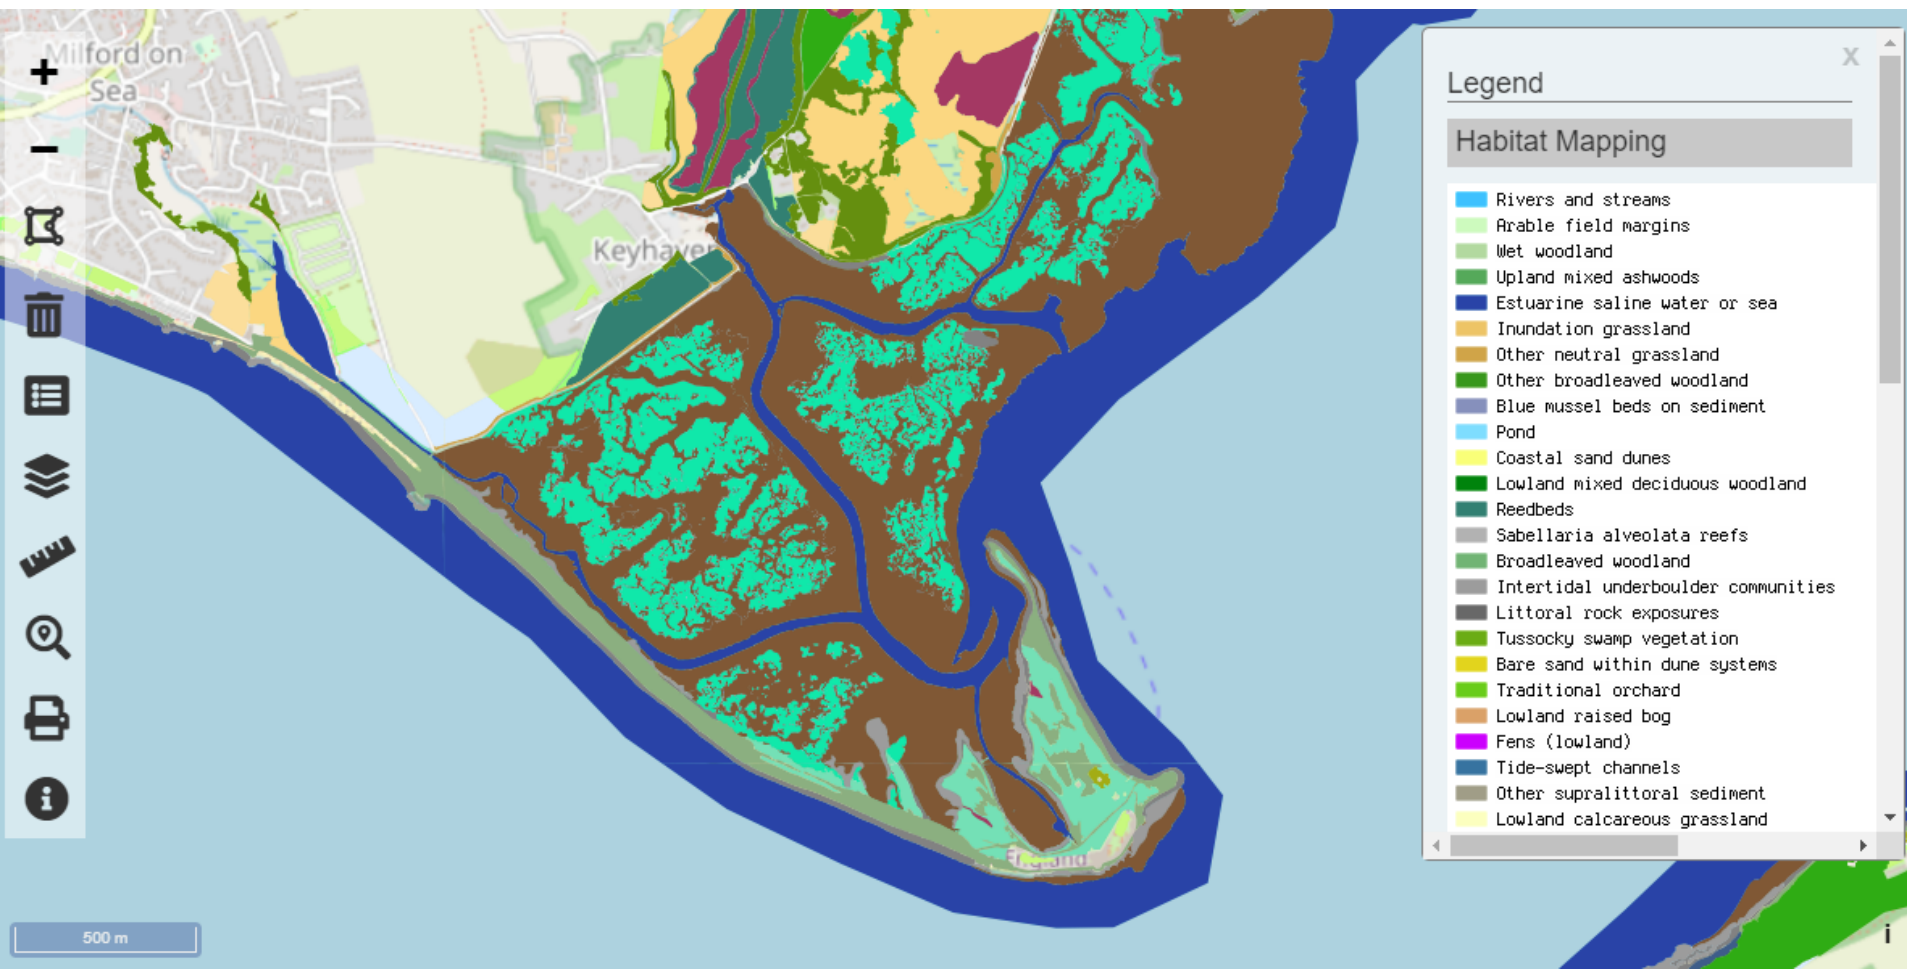 Milford on
Sea
Keyhaven
England
500 m
X
Legend
Habitat Mapping
Rivers and streams
Arable field margins
Wet woodland
Upland mixed ashwoods
Estuarine saline water or sea
Inundation grassland
Other neutral grassland
Other broadleaved woodland
Blue mussel beds on sediment
Pond
Coastal sand dunes
Lowland mixed deciduous woodland
Reedbeds
Sabellaria alveolata reefs
Broadleaved woodland
Intertidal underboulder communities
Littoral rock exposures
Tussocky swamp vegetation
Bare sand within dune systems
Traditional orchard
Lowland raised bog
Fens (lowland)
Tide-swept channels
Other supralittoral sediment
Lowland calcareous grassland
i